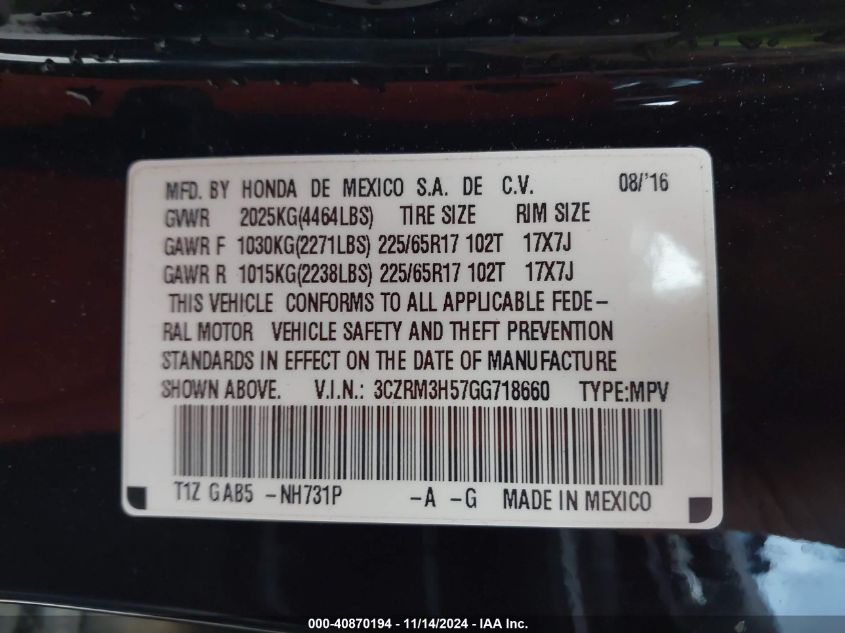 MFD. BY HONDA DE MEXICO S.A. DE C.V. 08/'16
GVWR 2025KG(4464LBS) TIRE SIZE RIM SIZE
GAWR F 1030KG(2271LBS) 225/65R17 102T 17X7J
GAWR R 1015KG(2238LBS) 225/65R17 102T 17X7J
THIS VEHICLE CONFORMS TO ALL APPLICABLE FEDE-
RAL MOTOR VEHICLE SAFETY AND THEFT PREVENTION
STANDARDS IN EFFECT ON THE DATE OF MANUFACTURE
SHOWN ABOVE. V.I.N.: 3CZRM3H57GG718660 TYPE:MPV
T1Z GAB5 -NH731P -A -G MADE IN MEXICO
000-40870194 - 11/14/2024 - IAA Inc.